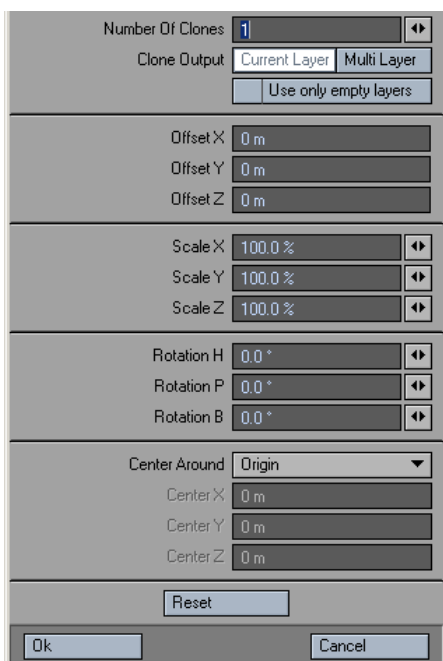 Number Of Clones 1
Clone Output Current Layer Multi Layer
Use only empty layers
Offset X 0 m
Offset Y 0 m
Offset Z 0 m
Scale X 100.0 %
Scale Y 100.0 %
Scale Z 100.0 %
Rotation H 0.0 °
Rotation P 0.0 °
Rotation B 0.0 °
Center Around Origin
Center X 0 m
Center Y 0 m
Center Z 0 m
Reset
Ok Cancel